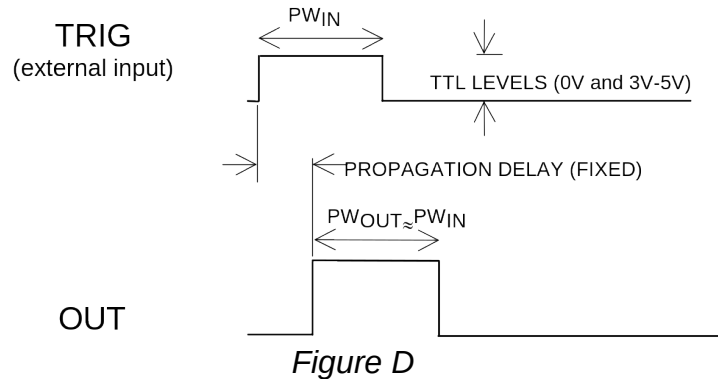 PWIN
TRIG
(external input)
TTL LEVELS (0V and 3V-5V)
PROPAGATION DELAY (FIXED)
PWOUT≈PWIN
OUT
Figure D